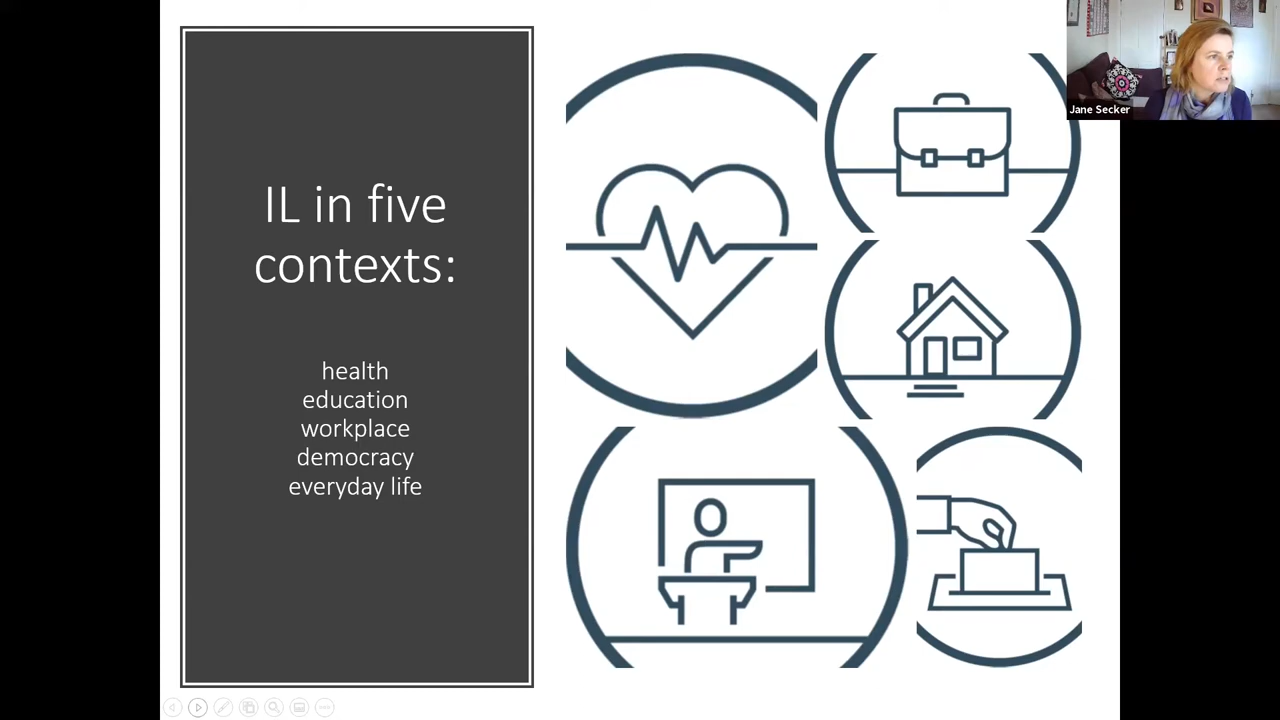 IL in five
contexts:
health
education
workplace
democracy
everyday life
Jane Secker